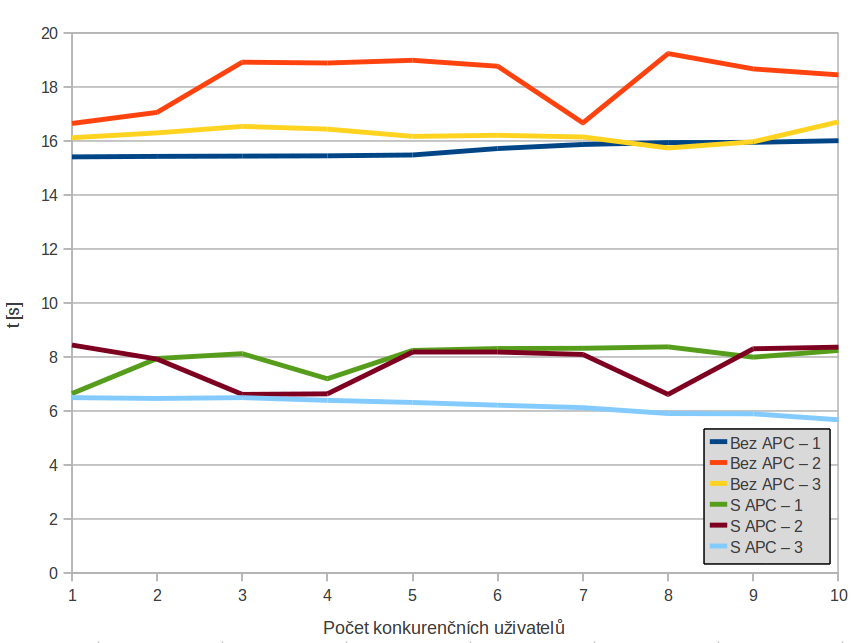 20
18
16
14
12
10
8
6
4
2
0
t [s]
1 2 3 4 5 6 7 8 9 10
Počet konkurenčních uživatelů
Bez APC – 1
Bez APC – 2
Bez APC – 3
S APC – 1
S APC – 2
S APC – 3